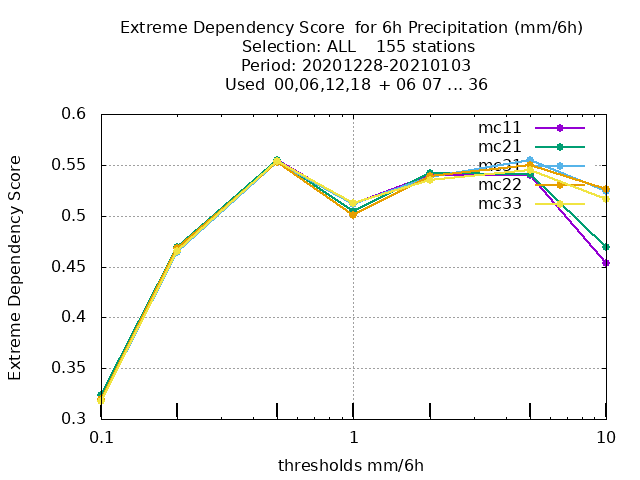 Extreme Dependency Score  for 6h Precipitation (mm/6h)
Selection: ALL    155 stations
Period: 20201228-20210103
Used  00,06,12,18  + 06 07 ... 36
0.6
0.55
0.5
0.45
0.4
0.35
0.3
Extreme Dependency Score
mc11
mc21
mc31
mc22
mc33
0.1
1
10
thresholds mm/6h